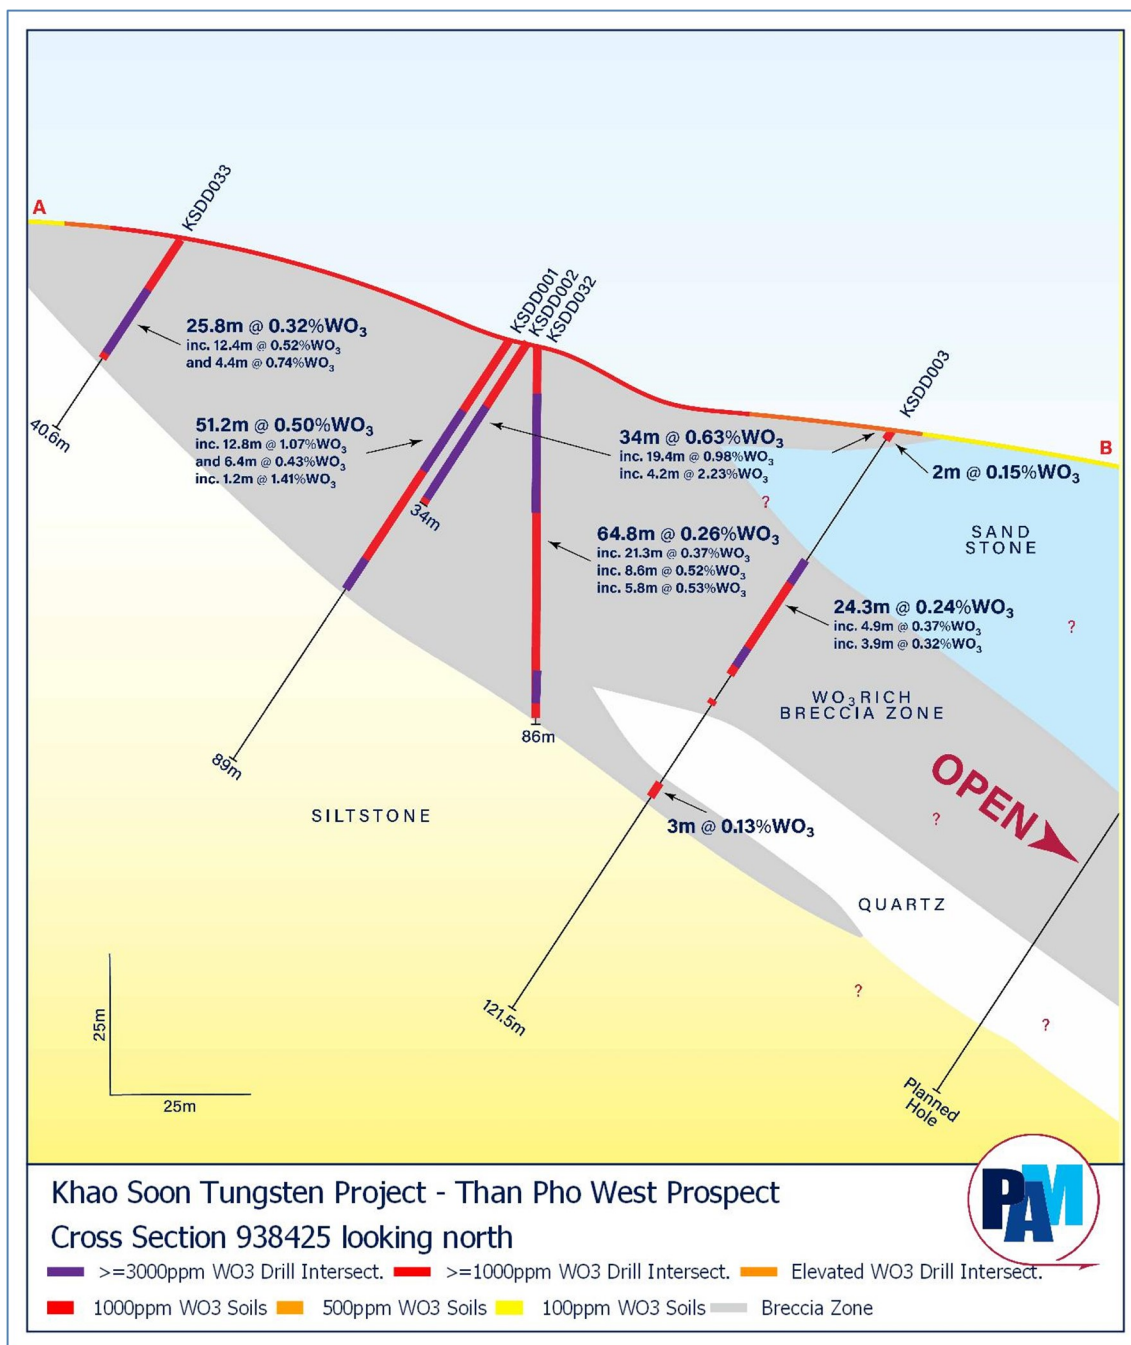 A
KSDD033
KSDD001
KSDD002
KSDD032
KSDD003
B
25.8m @ 0.32%WO₃
inc. 12.4m @ 0.52%WO₃
and 4.4m @ 0.74%WO₃
40.6m
51.2m @ 0.50%WO₃
inc. 12.8m @ 1.07%WO₃
and 6.4m @ 0.43%WO₃
inc. 1.2m @ 1.41%WO₃
34m
34m @ 0.63%WO₃
inc. 19.4m @ 0.98%WO₃
inc. 4.2m @ 2.23%WO₃
2m @ 0.15%WO₃
?
SAND
STONE
64.8m @ 0.26%WO₃
inc. 21.3m @ 0.37%WO₃
inc. 8.6m @ 0.52%WO₃
inc. 5.8m @ 0.53%WO₃
24.3m @ 0.24%WO₃
inc. 4.9m @ 0.37%WO₃
inc. 3.9m @ 0.32%WO₃
?
WO₃ RICH
BRECCIA ZONE
86m
89m
OPEN
?
SILTSTONE
3m @ 0.13%WO₃
QUARTZ
?
?
121.5m
25m
25m
Planned
Hole
PAM
Khao Soon Tungsten Project - Than Pho West Prospect
Cross Section 938425 looking north
>=3000ppm WO3 Drill Intersect. >=1000ppm WO3 Drill Intersect. Elevated WO3 Drill Intersect.
1000ppm WO3 Soils 500ppm WO3 Soils 100ppm WO3 Soils Breccia Zone